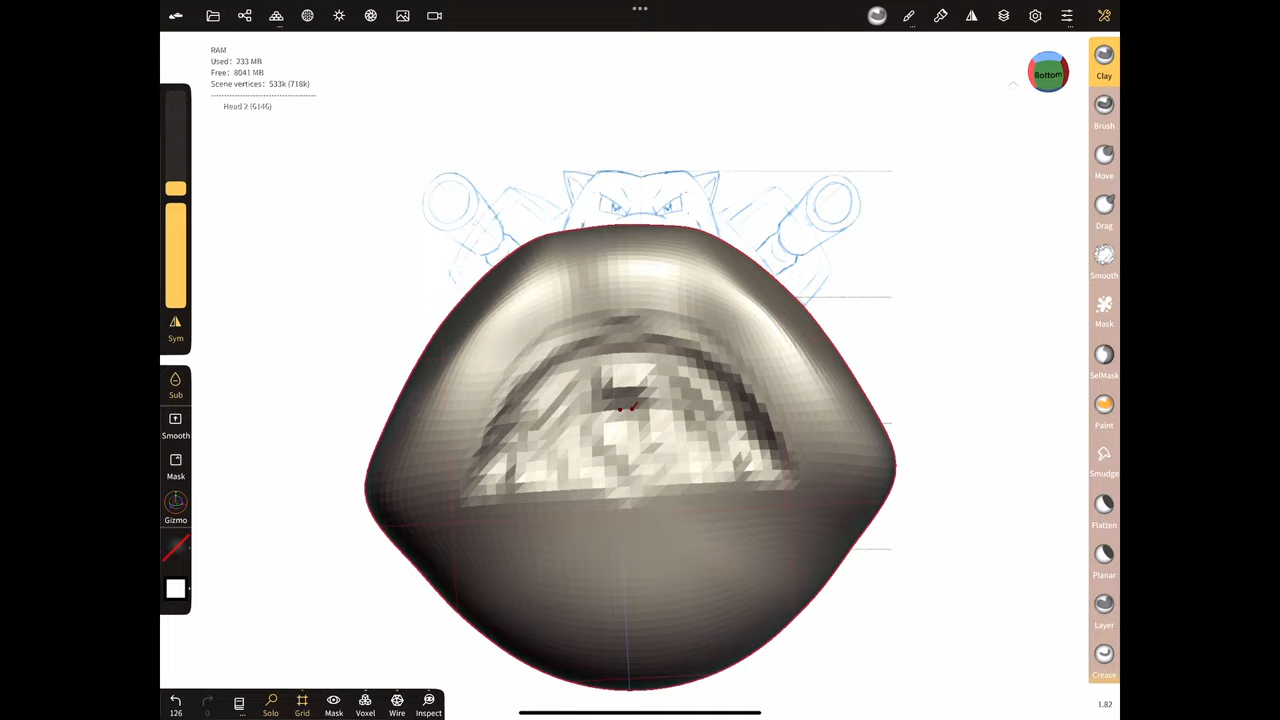 RAM
Used: 233 MB
Free: 8041 MB
Scene vertices: 533k (718k)
Head 2 (6146)
Bottom
Clay
Brush
Move
Drag
Smooth
Mask
SelMask
Paint
Smudge
Flatten
Planar
Layer
Crease
1.82
Sym
Sub
Smooth
Mask
Gizmo
126
0
...
Solo
Grid
Mask
Voxel
Wire
Inspect